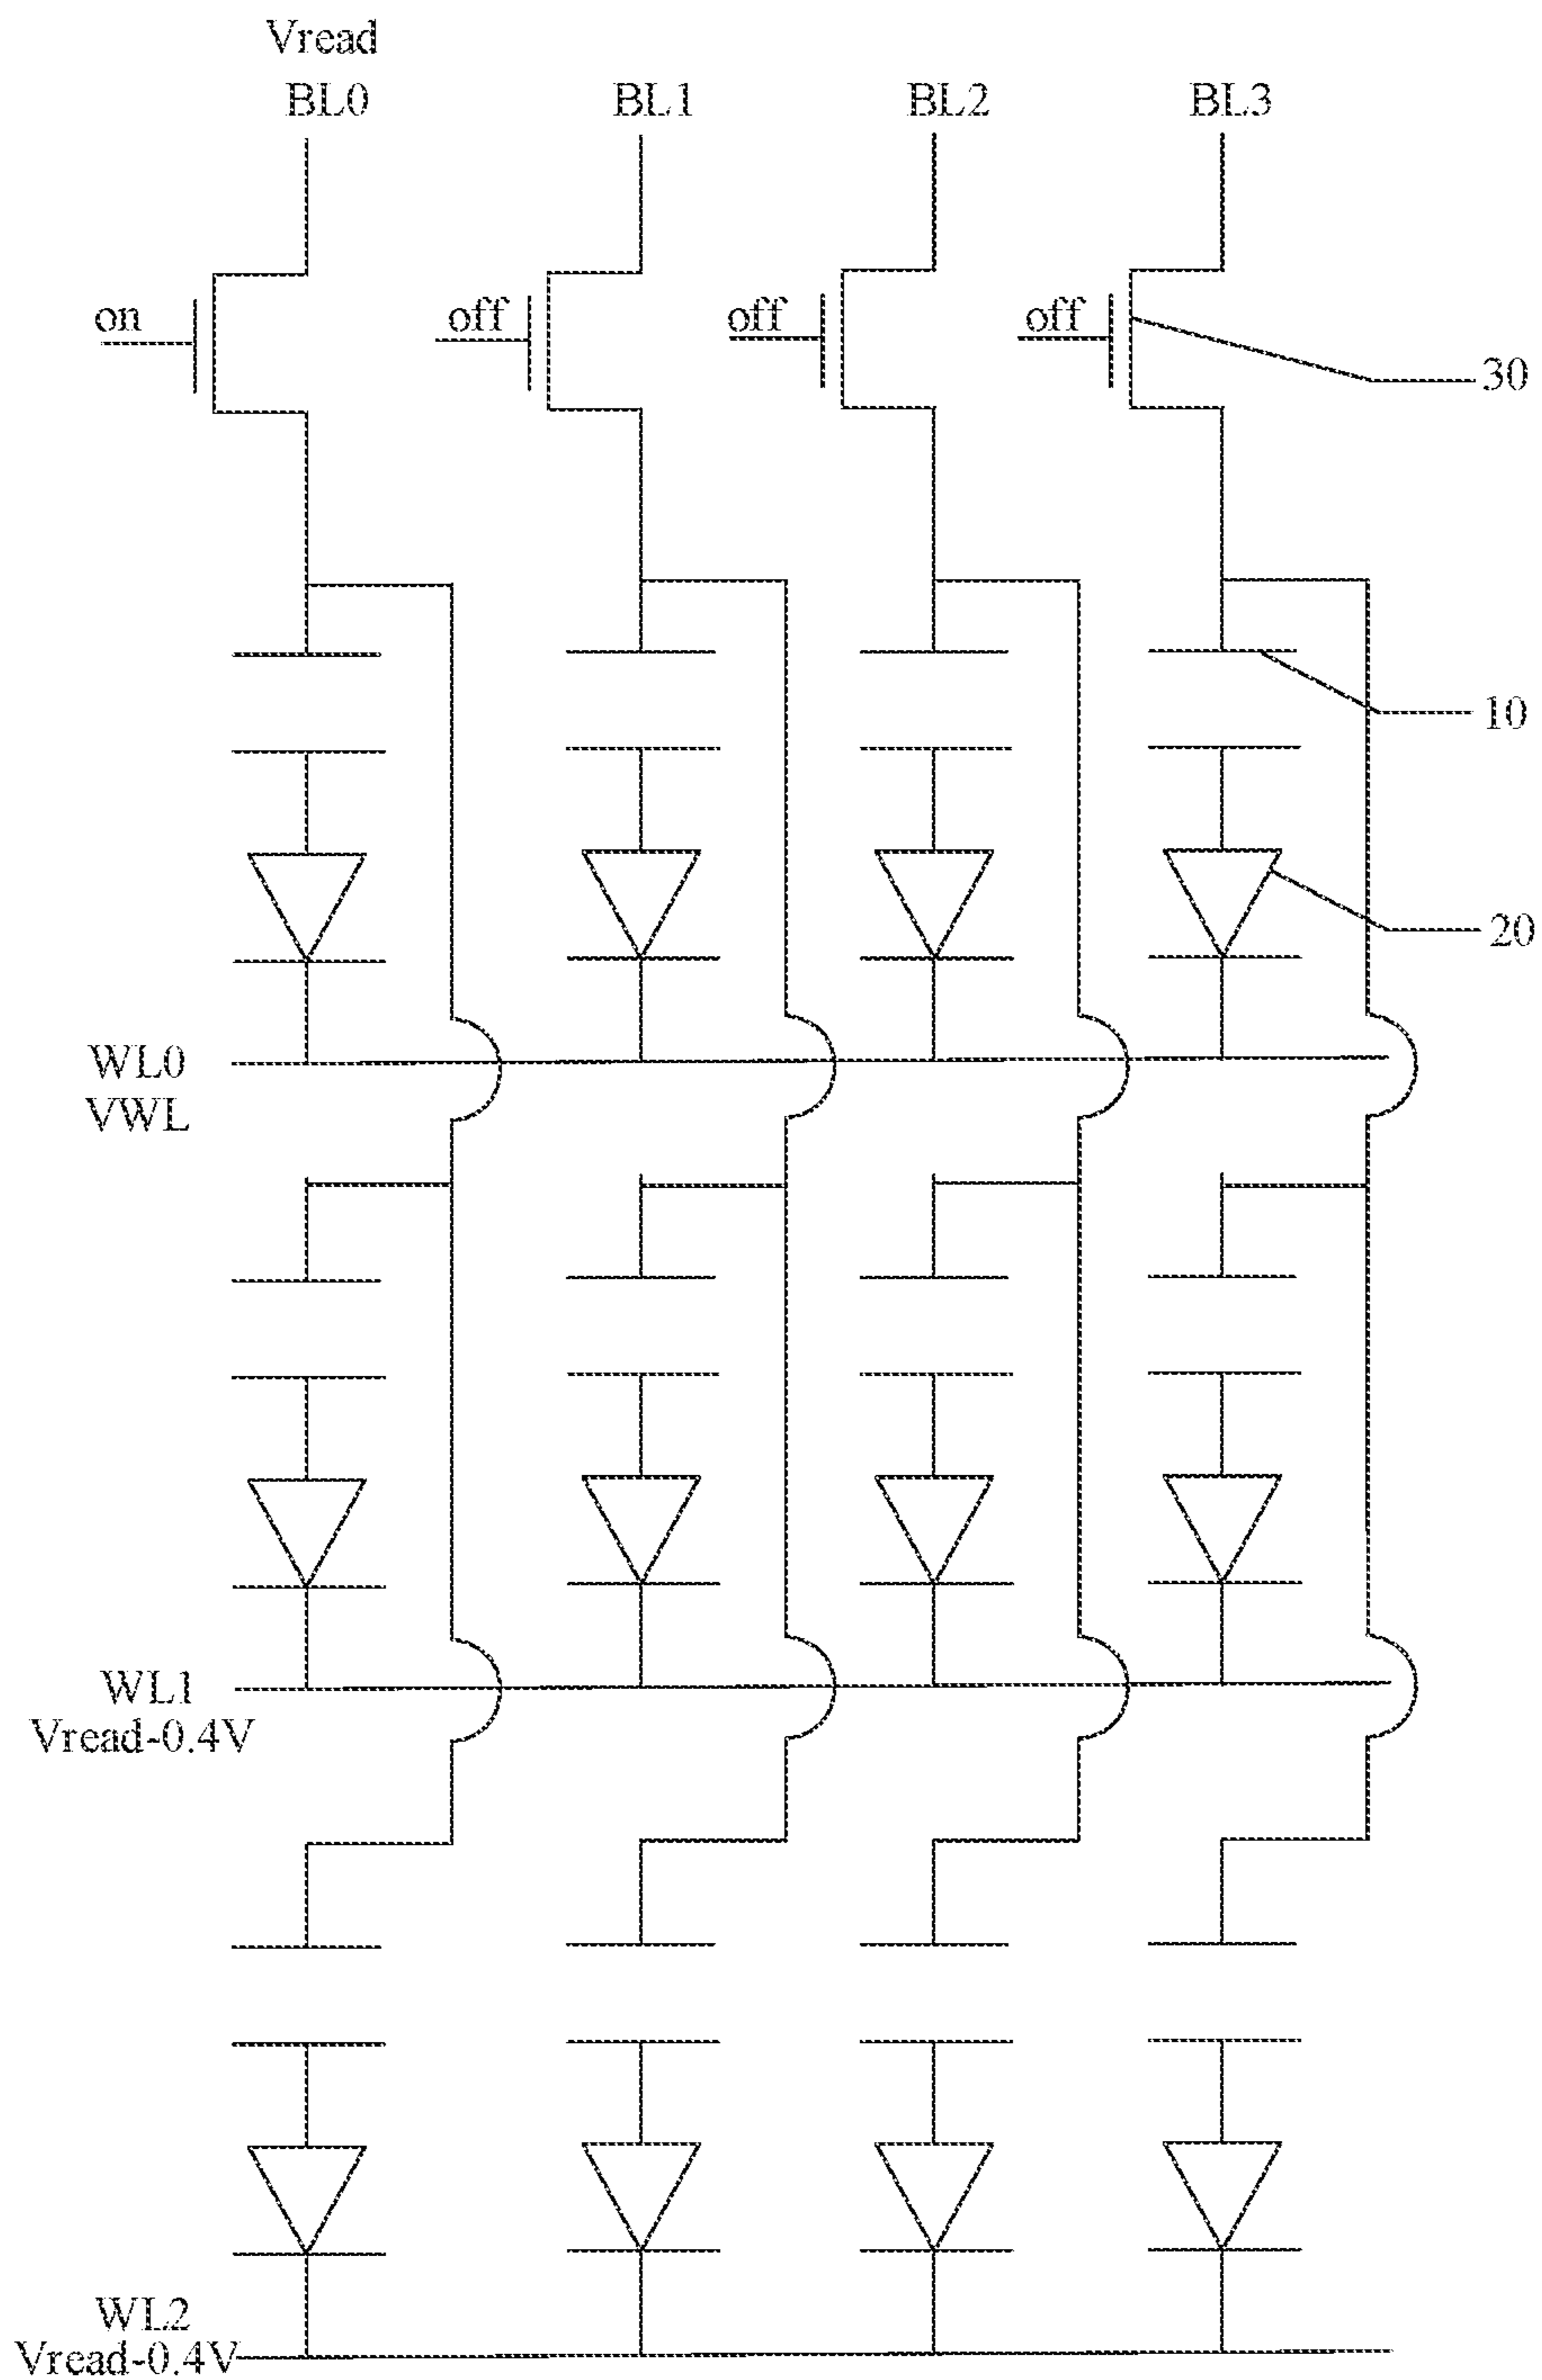 Vread
BL0 BL1 BL2 BL3
on off off off
30
10
20
WL0
VWL
WL1
Vread-0.4V
WL2
Vread-0.4V